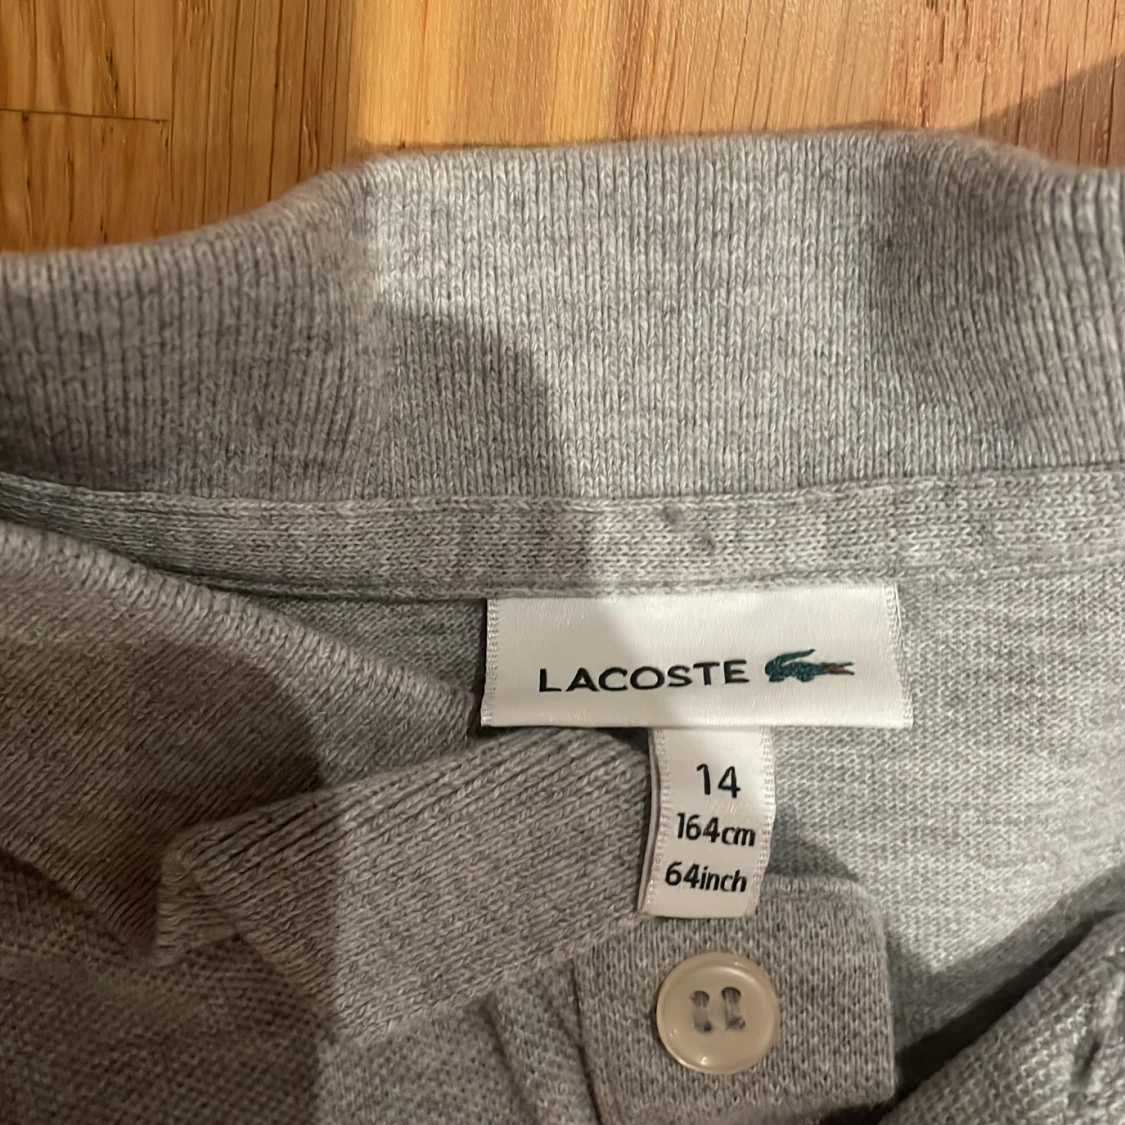 LACOSTE
14
164cm
64inch